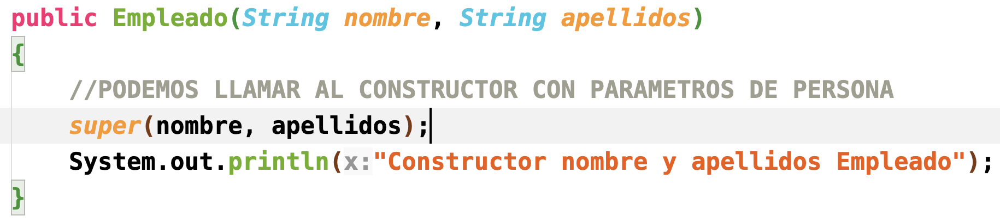 public Empleado(String nombre, String apellidos)
{
//PODEMOS LLAMAR AL CONSTRUCTOR CON PARAMETROS DE PERSONA
super(nombre, apellidos);
System.out.println(x:"Constructor nombre y apellidos Empleado");
}